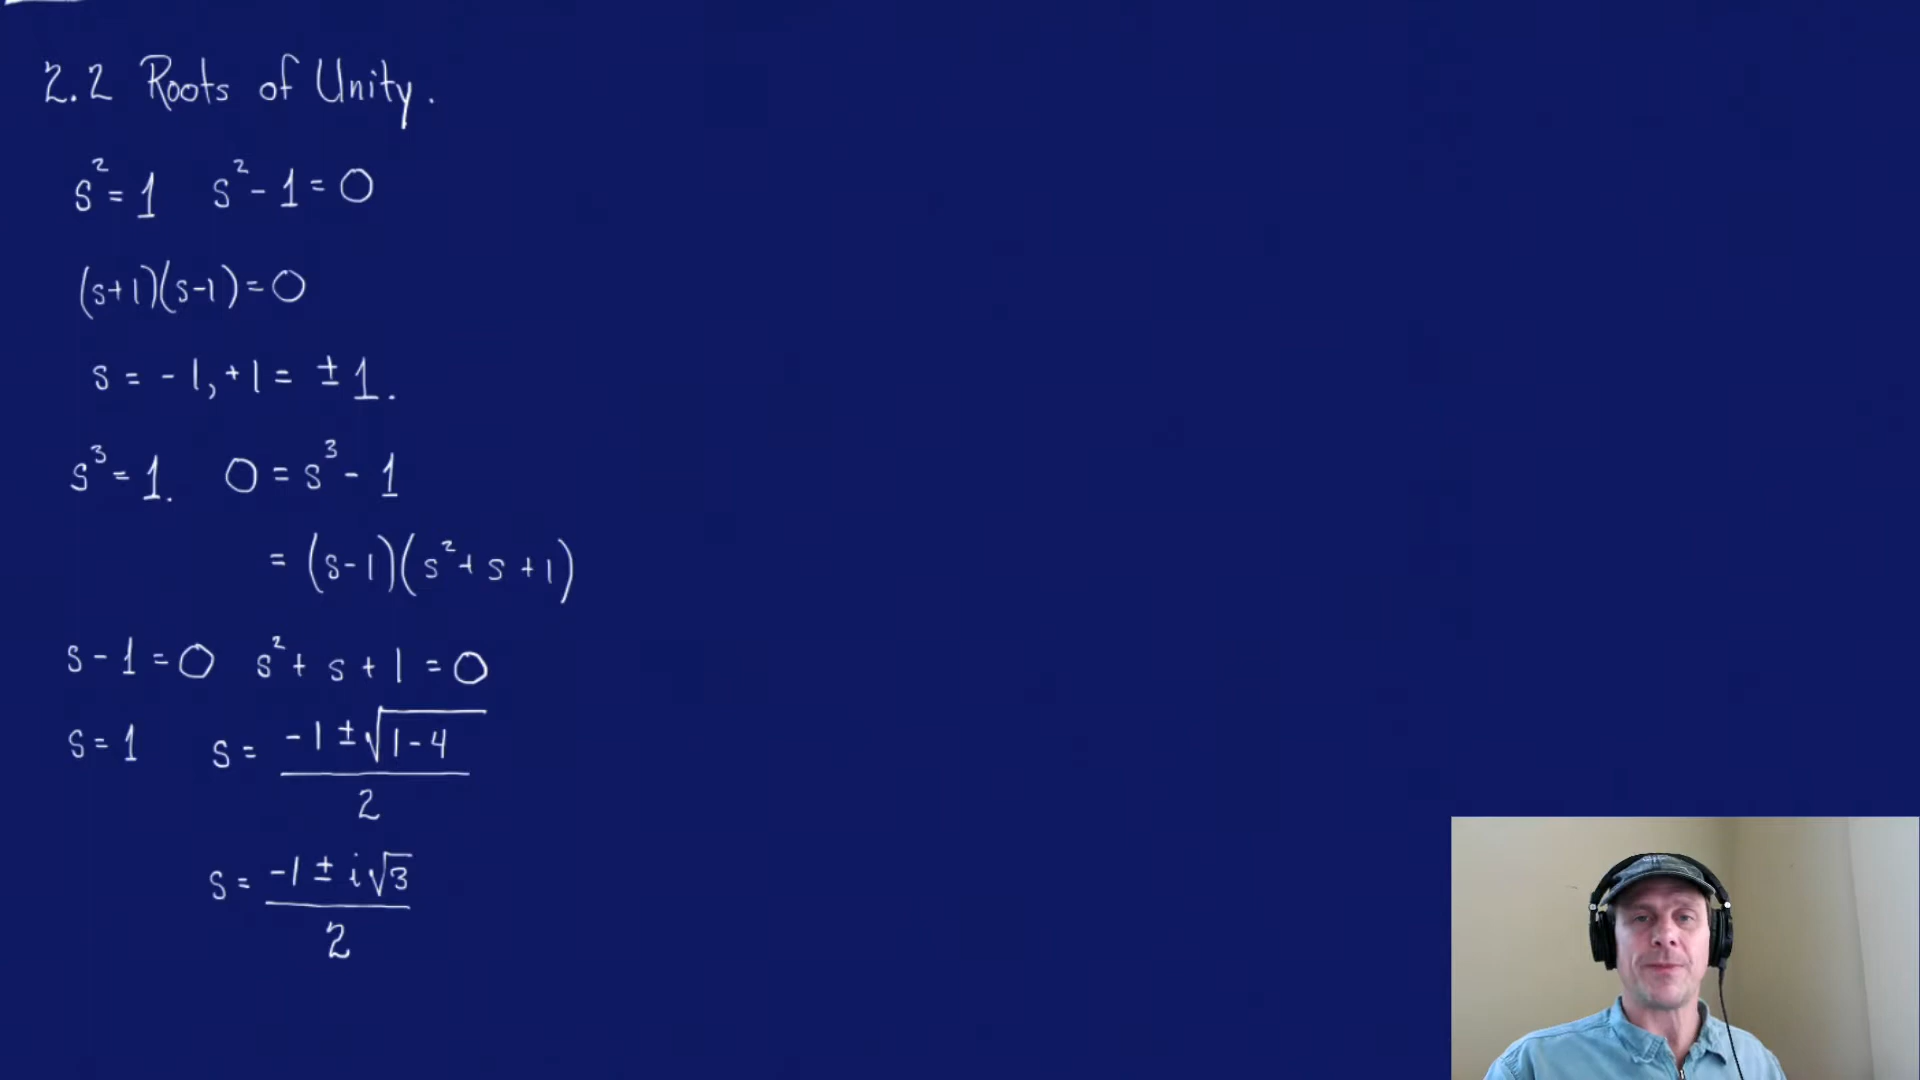 2.2 Roots of Unity.
s² = 1   s² - 1 = 0
(s+1)(s-1) = 0
s = -1, +1 = ± 1.
s³ = 1.   0 = s³ - 1
= (s-1)(s² + s + 1)
s - 1 = 0   s² + s + 1 = 0
s = 1   s = (-1 ± √(1-4))/2
s = (-1 ± i√3)/2